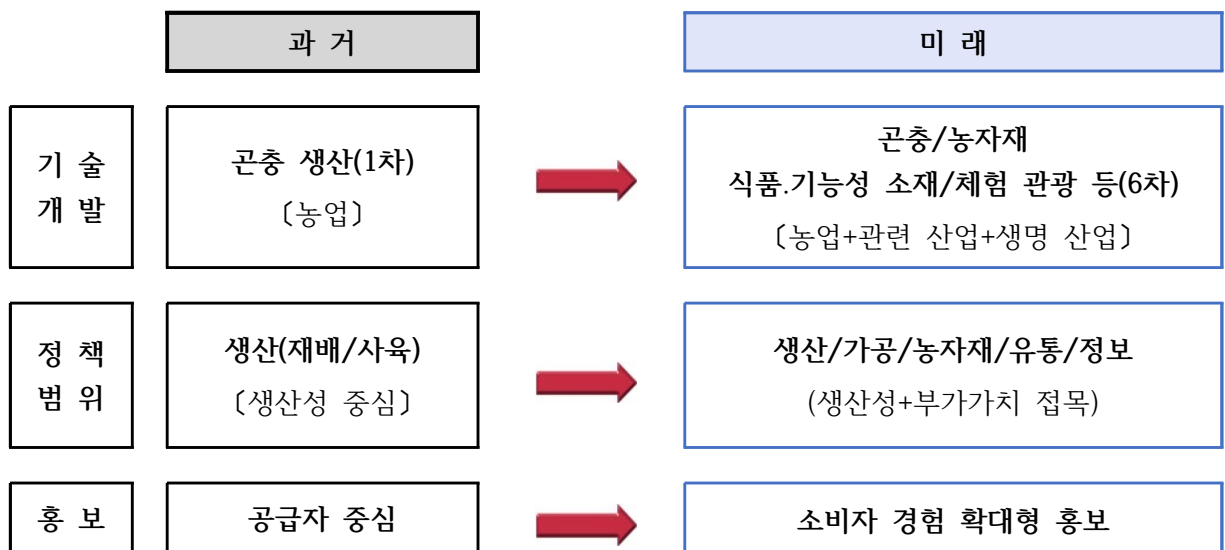 과 거
미 래
기 술
개 발
곤충 생산(1차)
〔농업〕
곤충/농자재
식품.기능성 소재/체험 관광 등(6차)
〔농업+관련 산업+생명 산업〕
정 책
범 위
생산(재배/사육)
〔생산성 중심〕
생산/가공/농자재/유통/정보
(생산성+부가가치 접목)
홍 보
공급자 중심
소비자 경험 확대형 홍보